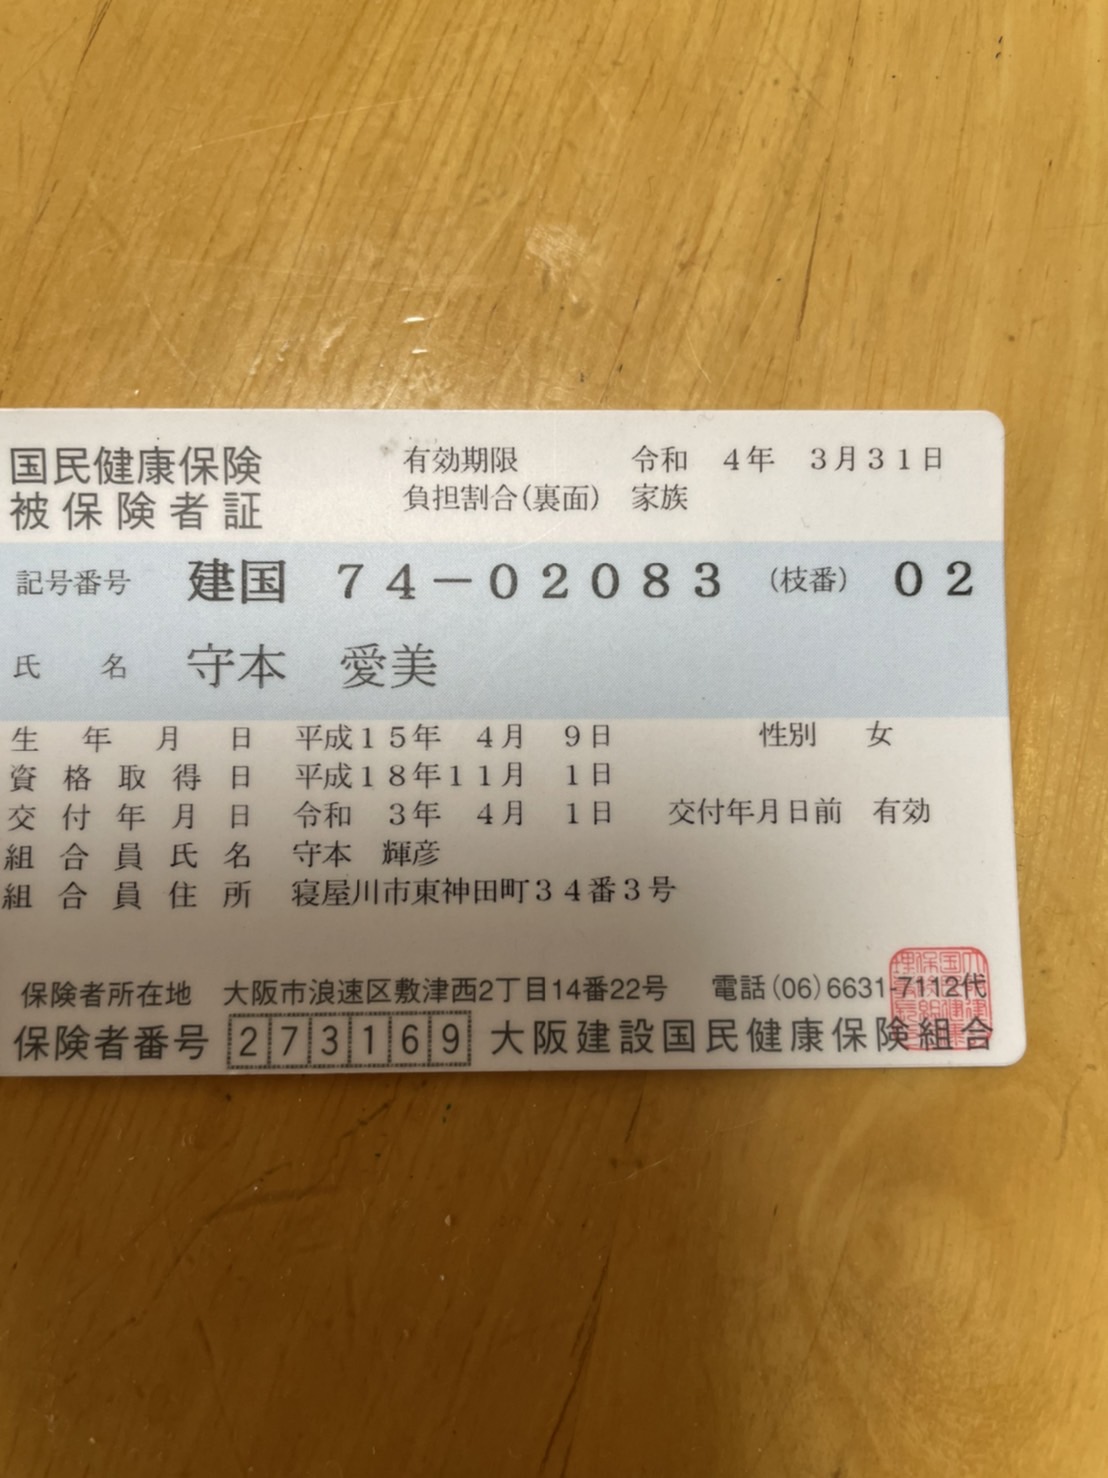 国民健康保険
被保険者証
有効期限 令和 4年 3月31日
負担割合(裏面) 家族
記号番号 建国 74-02083 (枝番) 02
氏名 守本 愛美
生年月日 平成15年 4月 9日 性別 女
資格取得日 平成18年11月 1日
交付年月日 令和 3年 4月 1日 交付年月日前 有効
組合員氏名 守本 輝彦
組合員住所 寝屋川市東神田町34番3号
保険者所在地 大阪市浪速区敷津西2丁目14番22号 電話(06)6631-7112代
保険者番号 273169 大阪建設国民健康保険組合